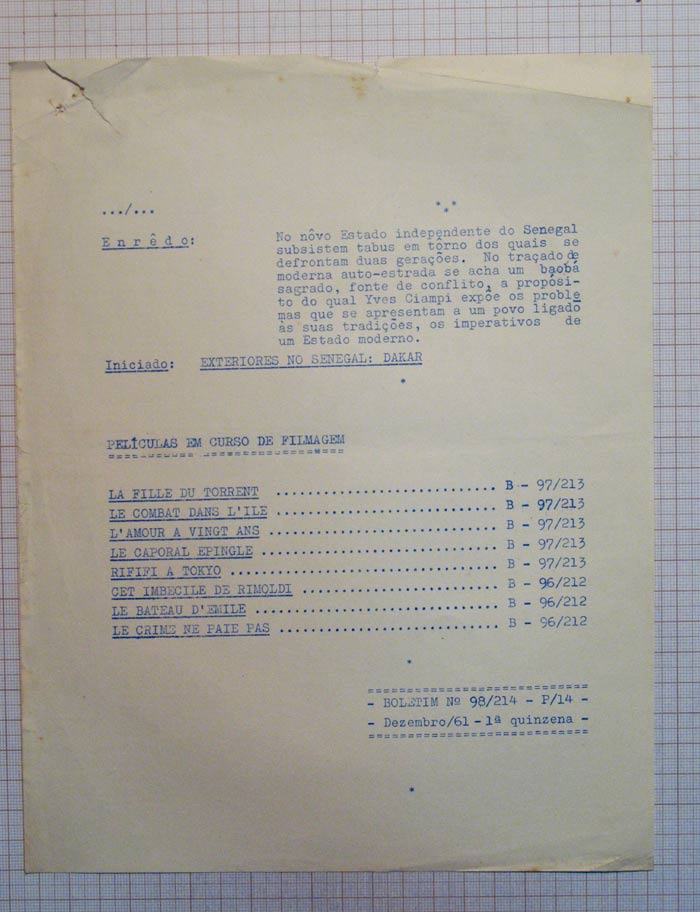 .../...
* * *
E n r ê d o: No nôvo Estado independente do Senegal
subsistem tabus em tôrno dos quais se
defrontam duas gerações. No traçado de
moderna auto-estrada se acha um baobá
sagrado, fonte de conflito, a propósi-
to do qual Yves Ciampi expõe os proble
mas que se apresentam a um povo ligado
às suas tradições, os imperativos de
um Estado moderno.
Iniciado: EXTERIORES NO SENEGAL: DAKAR
*
PELÍCULAS EM CURSO DE FILMAGEM
LA FILLE DU TORRENT ............................ B - 97/213
LE COMBAT DANS L'ILE ........................... B - 97/213
L'AMOUR A VINGT ANS ............................ B - 97/213
LE CAPORAL EPINGLE ............................. B - 97/213
RIFIFI A TOKYO ................................. B - 97/213
CET IMBECILE DE RIMOLDI ........................ B - 96/212
LE BATEAU D'EMILE .............................. B - 96/212
LE CRIME NE PAIE PAS ........................... B - 96/212
*
============================
- BOLETIM Nº 98/214 - P/14 -
- Dezembro/61 - 1ª quinzena -
============================
*